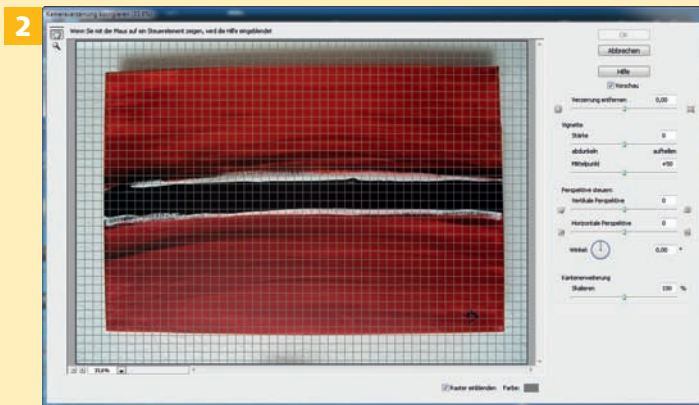 2
Kameraverzerrung korrigieren (33,6%)
Wenn Sie mit der Maus auf ein Steuerelement zeigen, wird die Hilfe eingeblendet
OK
Abbrechen
Hilfe
Vorschau
Verzerrung entfernen 0,00
Vignette
Stärke 0
abdunkeln aufhellen
Mittelpunkt +50
Perspektive steuern
Vertikale Perspektive 0
Horizontale Perspektive 0
Winkel: 0,00 °
Kantenerweiterung
Skalieren 100 %
33,6%
Raster einblenden Farbe: